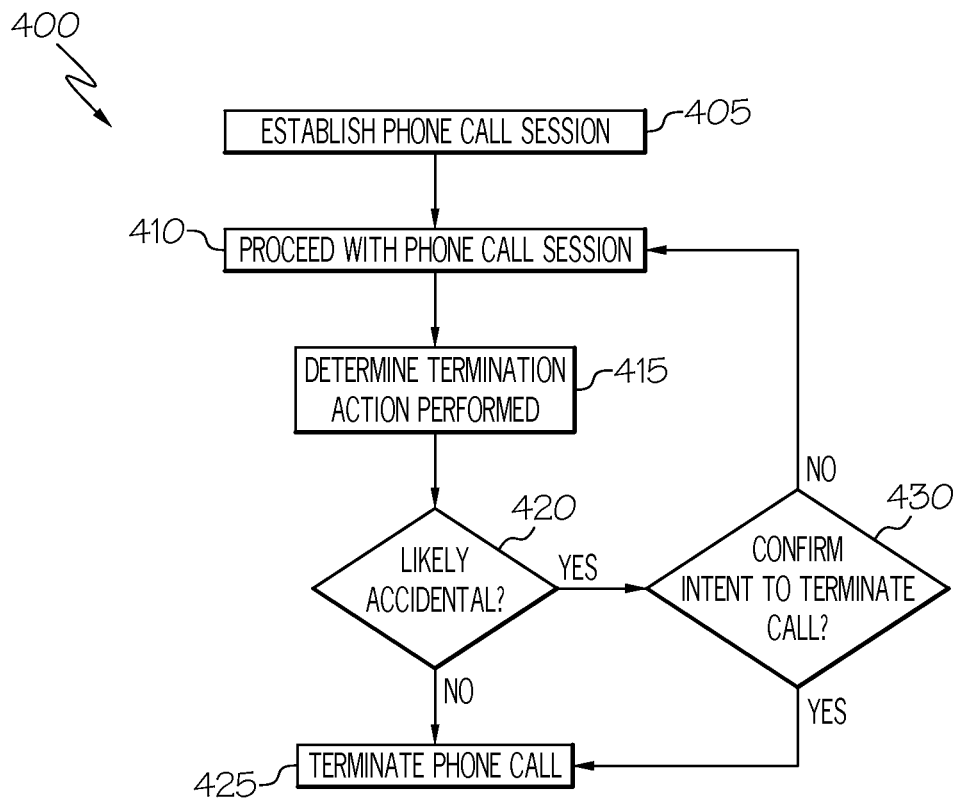 400
ESTABLISH PHONE CALL SESSION
405
410
PROCEED WITH PHONE CALL SESSION
DETERMINE TERMINATION
ACTION PERFORMED
415
420
LIKELY
ACCIDENTAL?
YES
NO
430
CONFIRM
INTENT TO TERMINATE
CALL?
NO
YES
TERMINATE PHONE CALL
425